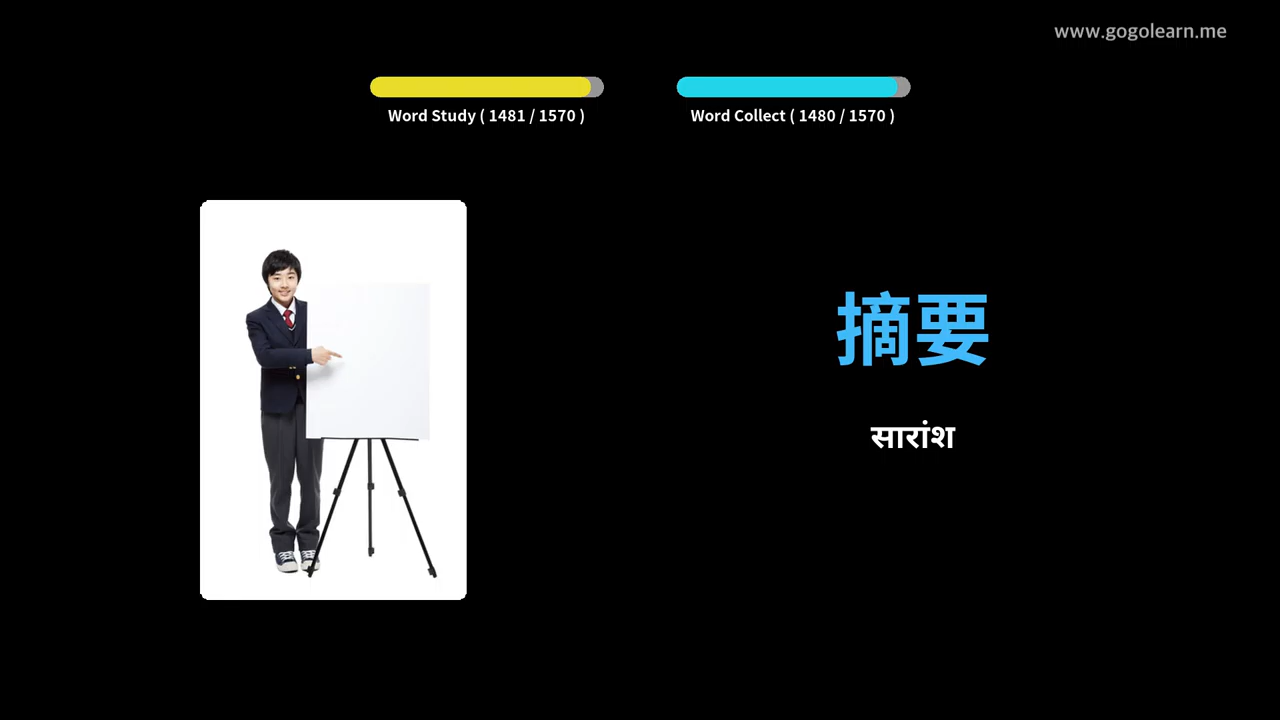 www.gogolearn.me
Word Study ( 1481 / 1570 )
Word Collect ( 1480 / 1570 )
摘要
सारांश